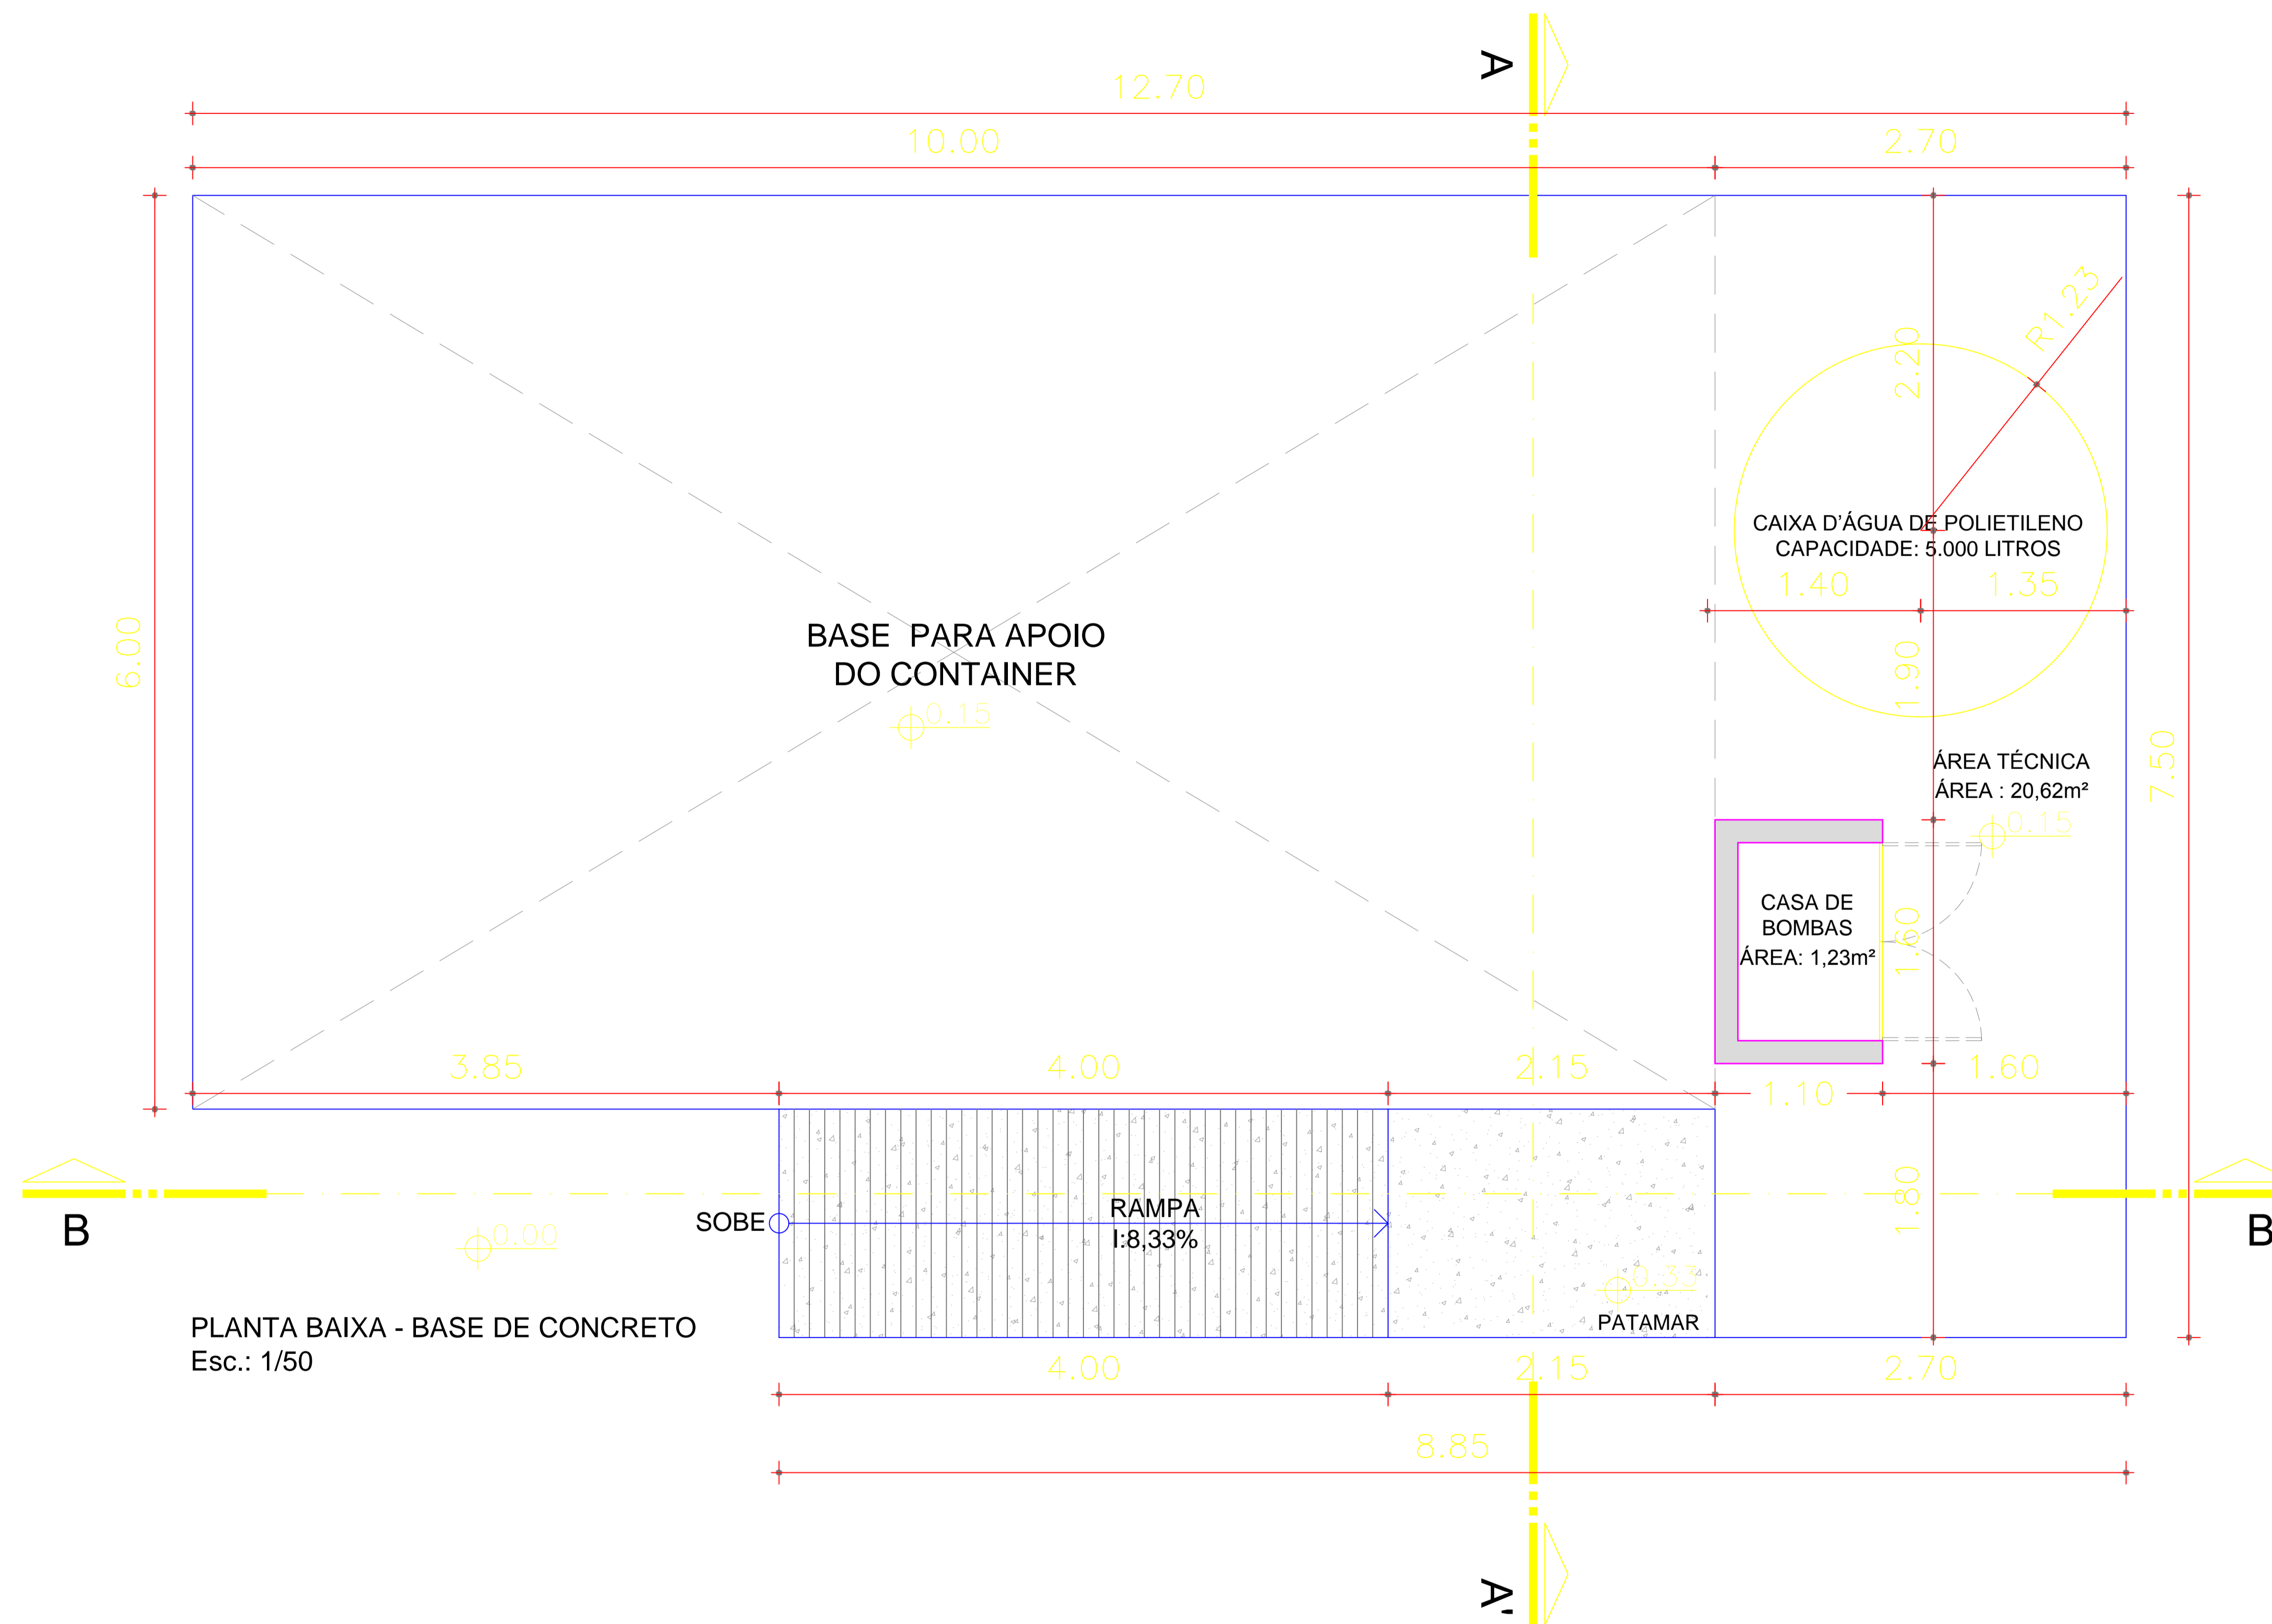 A
12.70
10.00
2.70
R1.23
2.20
CAIXA D'ÁGUA DE POLIETILENO
CAPACIDADE: 5.000 LITROS
1.40
1.35
6.00
BASE PARA APOIO
DO CONTAINER
0.15
1.90
7.50
ÁREA TÉCNICA
ÁREA : 20,62m²
0.15
CASA DE
BOMBAS
ÁREA: 1,23m²
1.60
3.85
4.00
2.15
1.10
1.60
1.80
B
SOBE
RAMPA
I:8,33%
B
0.00
0.33
PATAMAR
PLANTA BAIXA - BASE DE CONCRETO
Esc.: 1/50
4.00
2.15
2.70
8.85
A'